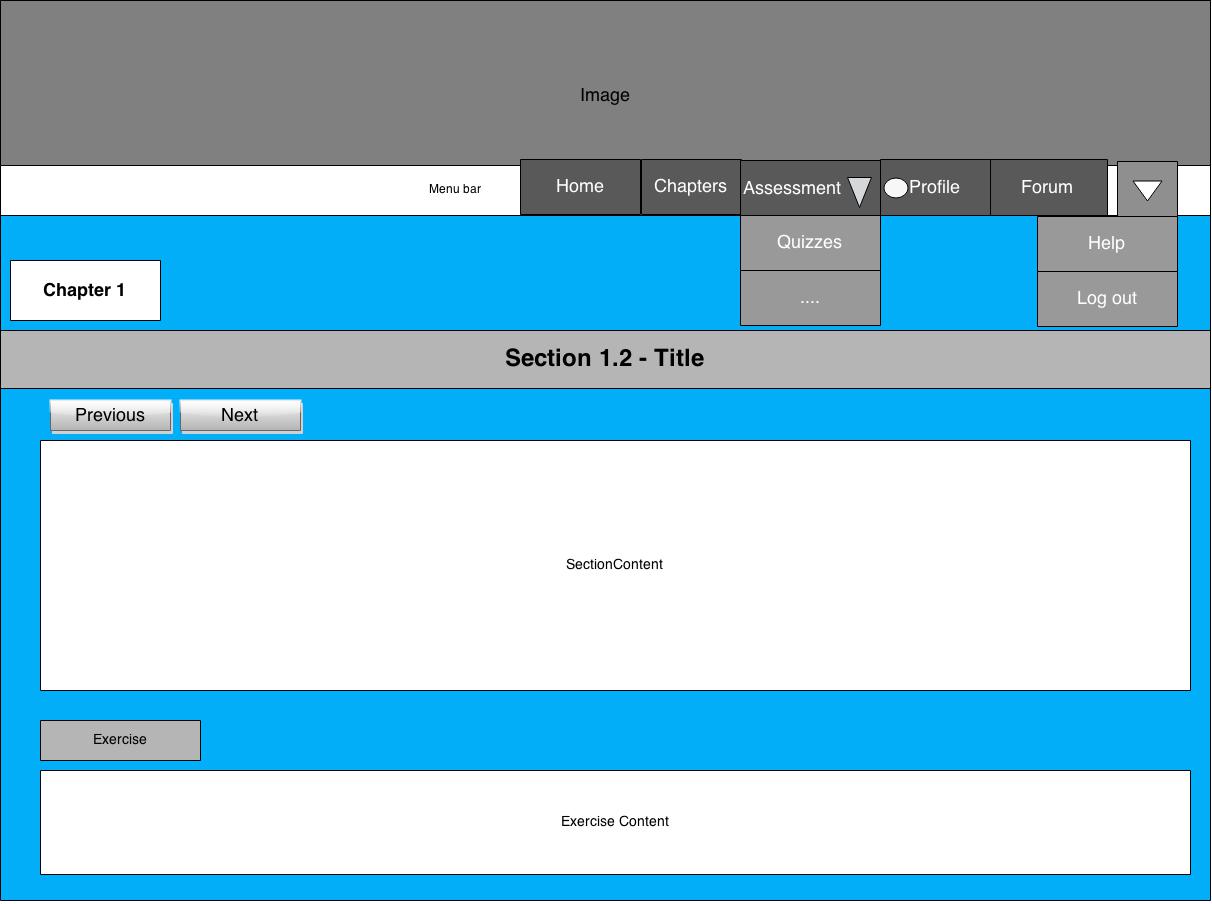 Image
Menu bar
Home
Chapters
Assessment
Profile
Forum
Quizzes
....
Help
Log out
Chapter 1
Section 1.2 - Title
Previous
Next
SectionContent
Exercise
Exercise Content